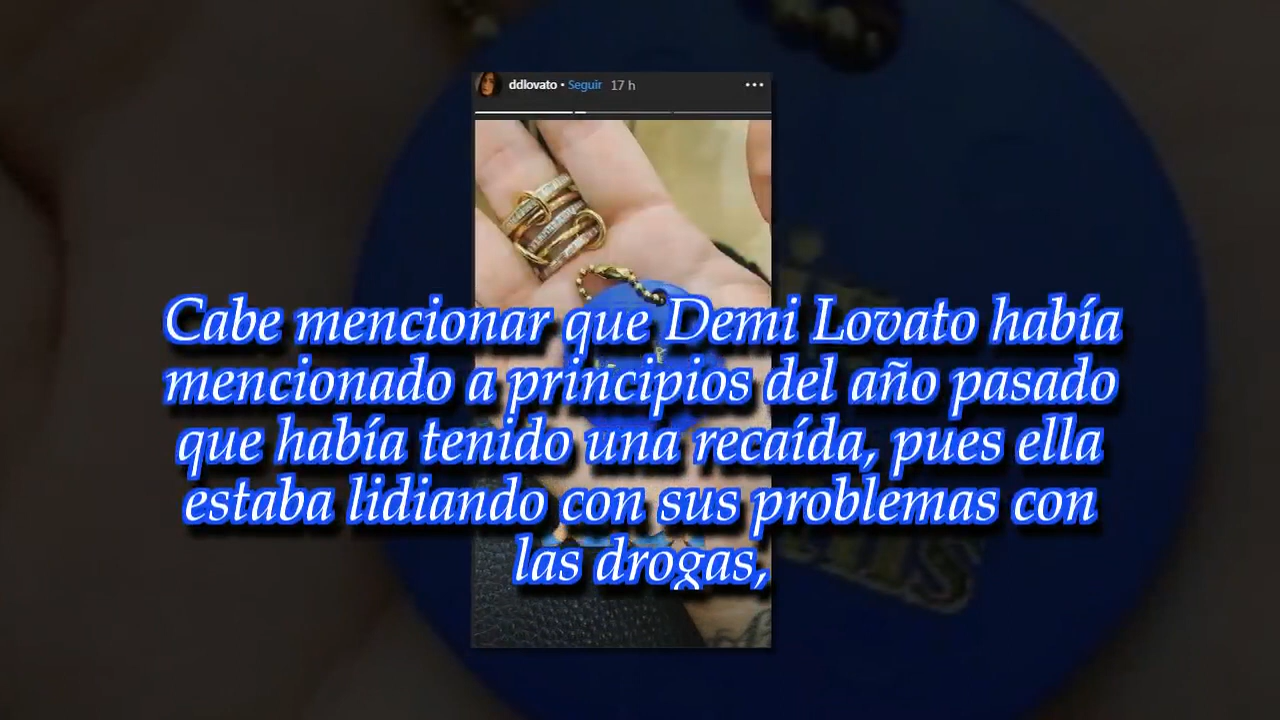 ddlovato • Seguir 17 h
Cabe mencionar que Demi Lovato había
mencionado a principios del año pasado
que había tenido una recaída, pues ella
estaba lidiando con sus problemas con
las drogas,